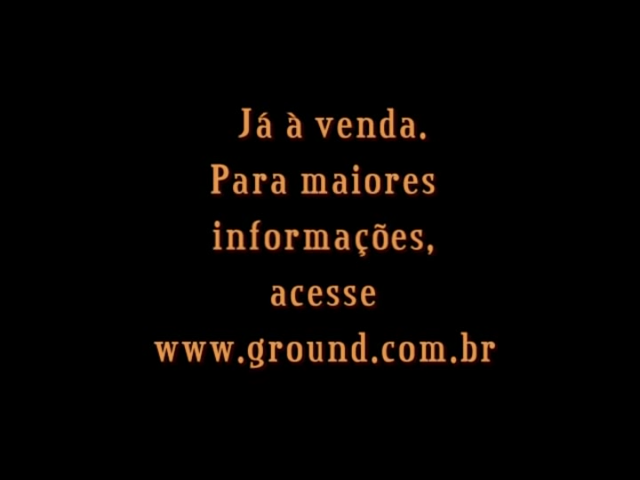 Já à venda.
Para maiores
informações,
acesse
www.ground.com.br